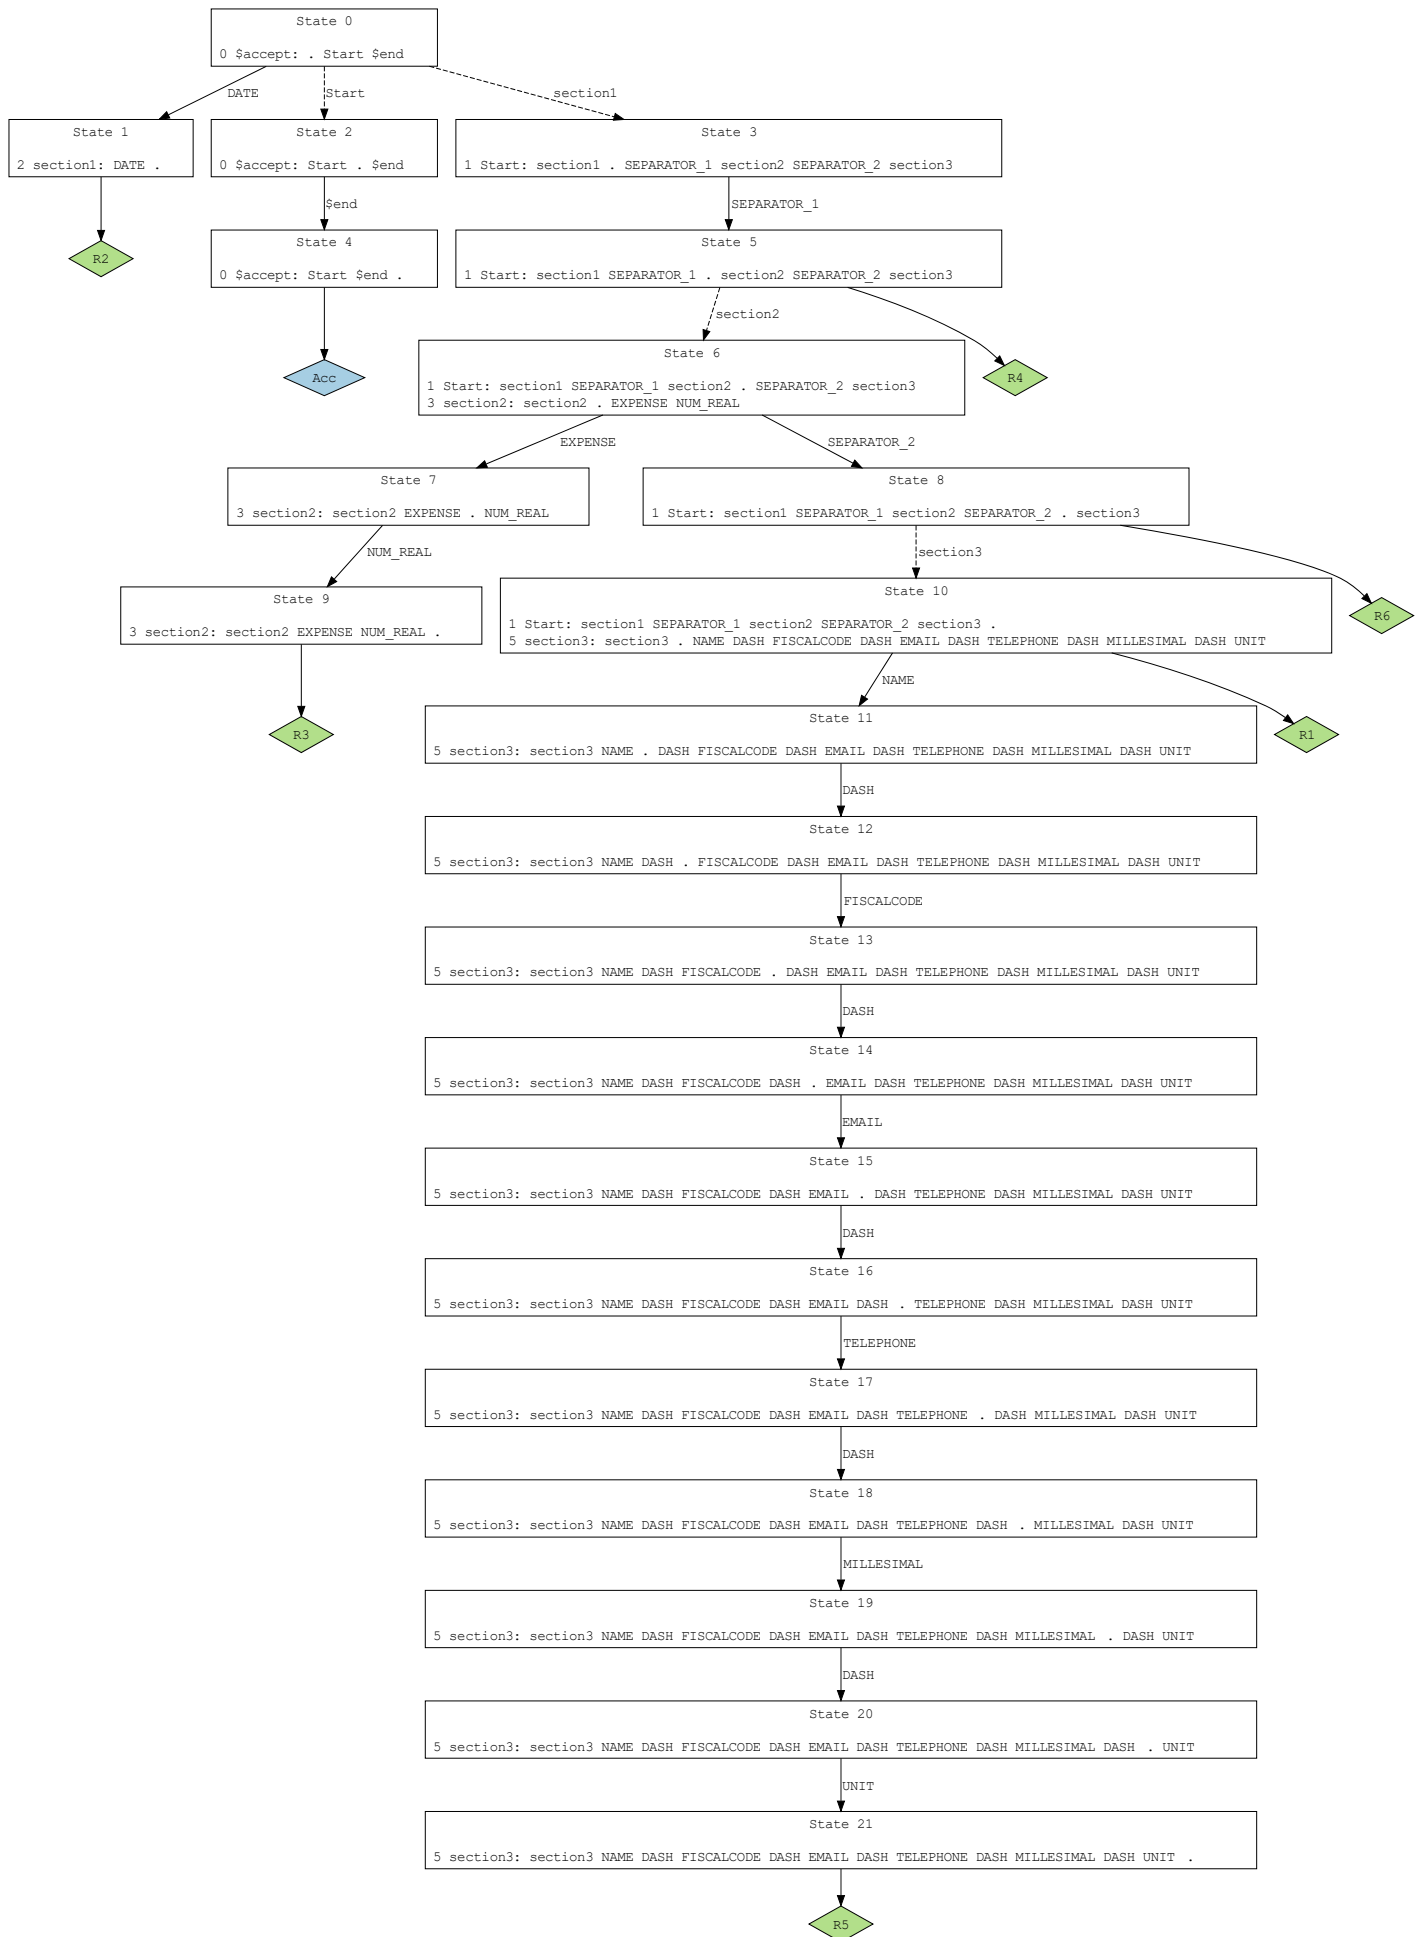 State 0
0 $accept: . Start $end
DATE
Start
section1
State 1
2 section1: DATE .
State 2
0 $accept: Start . $end
State 3
1 Start: section1 . SEPARATOR_1 section2 SEPARATOR_2 section3
$end
SEPARATOR_1
R2
State 4
0 $accept: Start $end .
State 5
1 Start: section1 SEPARATOR_1 . section2 SEPARATOR_2 section3
section2
Acc
State 6
1 Start: section1 SEPARATOR_1 section2 . SEPARATOR_2 section3
3 section2: section2 . EXPENSE NUM_REAL
R4
EXPENSE
SEPARATOR_2
State 7
3 section2: section2 EXPENSE . NUM_REAL
State 8
1 Start: section1 SEPARATOR_1 section2 SEPARATOR_2 . section3
NUM_REAL
section3
State 9
3 section2: section2 EXPENSE NUM_REAL .
State 10
1 Start: section1 SEPARATOR_1 section2 SEPARATOR_2 section3 .
5 section3: section3 . NAME DASH FISCALCODE DASH EMAIL DASH TELEPHONE DASH MILLESIMAL DASH UNIT
R6
NAME
R3
State 11
5 section3: section3 NAME . DASH FISCALCODE DASH EMAIL DASH TELEPHONE DASH MILLESIMAL DASH UNIT
R1
DASH
State 12
5 section3: section3 NAME DASH . FISCALCODE DASH EMAIL DASH TELEPHONE DASH MILLESIMAL DASH UNIT
FISCALCODE
State 13
5 section3: section3 NAME DASH FISCALCODE . DASH EMAIL DASH TELEPHONE DASH MILLESIMAL DASH UNIT
DASH
State 14
5 section3: section3 NAME DASH FISCALCODE DASH . EMAIL DASH TELEPHONE DASH MILLESIMAL DASH UNIT
EMAIL
State 15
5 section3: section3 NAME DASH FISCALCODE DASH EMAIL . DASH TELEPHONE DASH MILLESIMAL DASH UNIT
DASH
State 16
5 section3: section3 NAME DASH FISCALCODE DASH EMAIL DASH . TELEPHONE DASH MILLESIMAL DASH UNIT
TELEPHONE
State 17
5 section3: section3 NAME DASH FISCALCODE DASH EMAIL DASH TELEPHONE . DASH MILLESIMAL DASH UNIT
DASH
State 18
5 section3: section3 NAME DASH FISCALCODE DASH EMAIL DASH TELEPHONE DASH . MILLESIMAL DASH UNIT
MILLESIMAL
State 19
5 section3: section3 NAME DASH FISCALCODE DASH EMAIL DASH TELEPHONE DASH MILLESIMAL . DASH UNIT
DASH
State 20
5 section3: section3 NAME DASH FISCALCODE DASH EMAIL DASH TELEPHONE DASH MILLESIMAL DASH . UNIT
UNIT
State 21
5 section3: section3 NAME DASH FISCALCODE DASH EMAIL DASH TELEPHONE DASH MILLESIMAL DASH UNIT .
R5